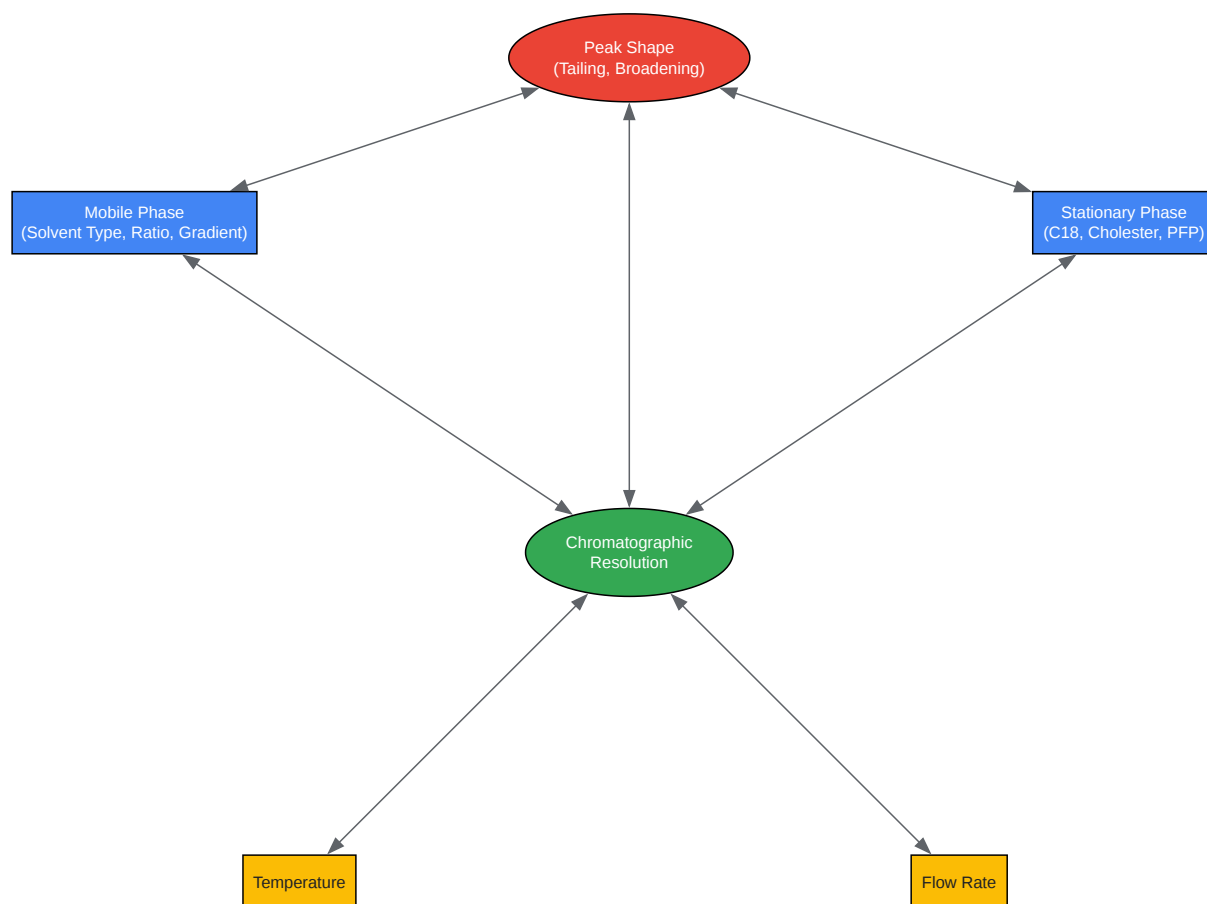 Peak Shape
(Tailing, Broadening)
Mobile Phase
(Solvent Type, Ratio, Gradient)
Stationary Phase
(C18, Cholester, PFP)
Chromatographic
Resolution
Temperature
Flow Rate